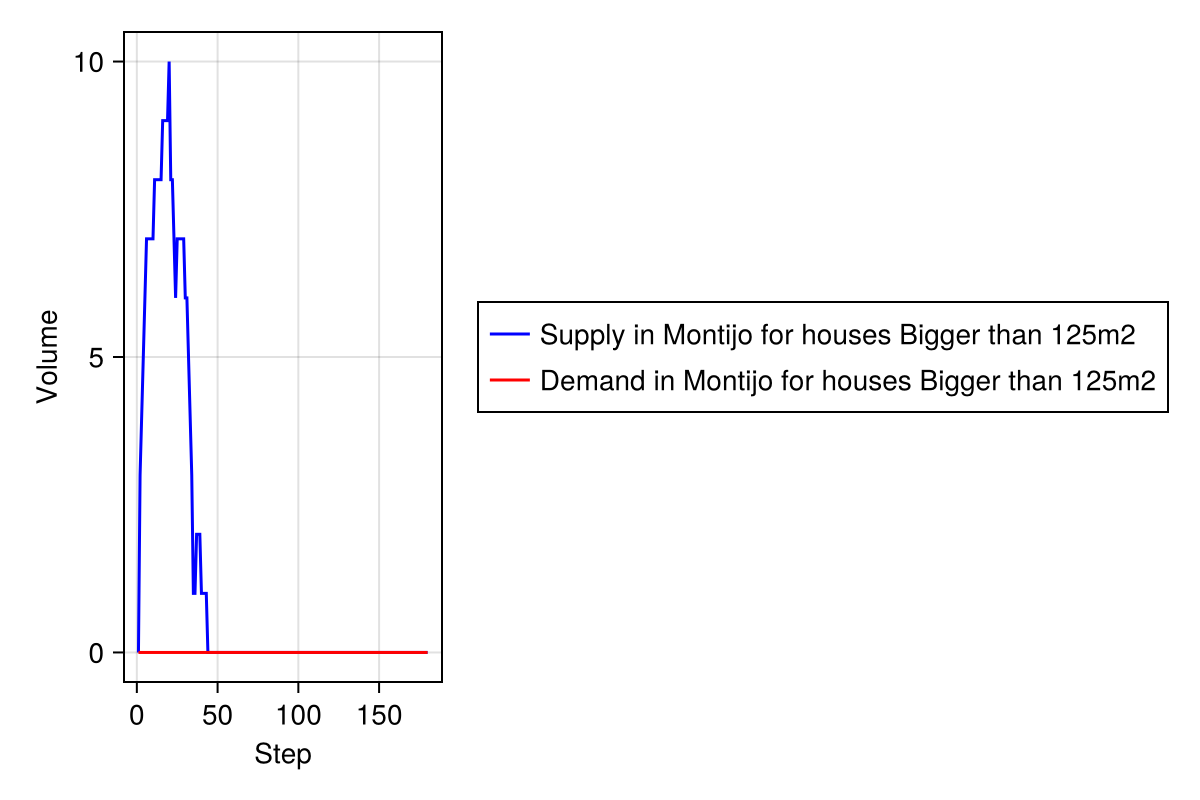 10
5
0
Volume
0 50 100 150
Step
Supply in Montijo for houses Bigger than 125m2
Demand in Montijo for houses Bigger than 125m2